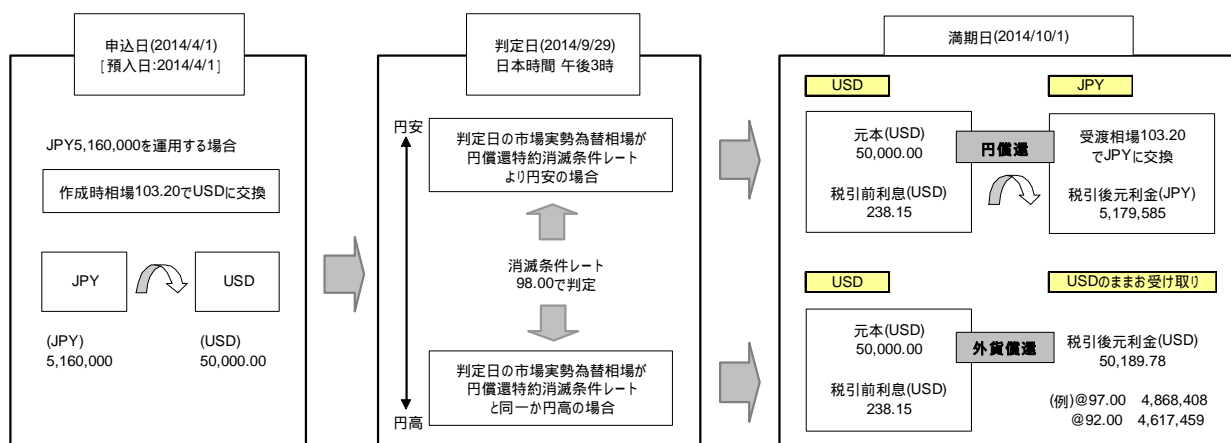 申込日(2014/4/1)
[預入日:2014/4/1]
JPY5,160,000を運用する場合
作成時相場103.20でUSDに交換
JPY
USD
(JPY)
5,160,000
(USD)
50,000.00
判定日(2014/9/29)
日本時間 午後3時
円安
判定日の市場実勢為替相場が
円償還特約消滅条件レート
より円安の場合
消滅条件レート
98.00で判定
判定日の市場実勢為替相場が
円償還特約消滅条件レート
と同一か円高の場合
円高
満期日(2014/10/1)
USD
JPY
元本(USD)
50,000.00
税引前利息(USD)
238.15
円償還
受渡相場103.20
でJPYに交換
税引後元利金(JPY)
5,179,585
USD
USDのままお受け取り
元本(USD)
50,000.00
税引前利息(USD)
238.15
外貨償還
税引後元利金(USD)
50,189.78
(例)@97.00 4,868,408
@92.00 4,617,459